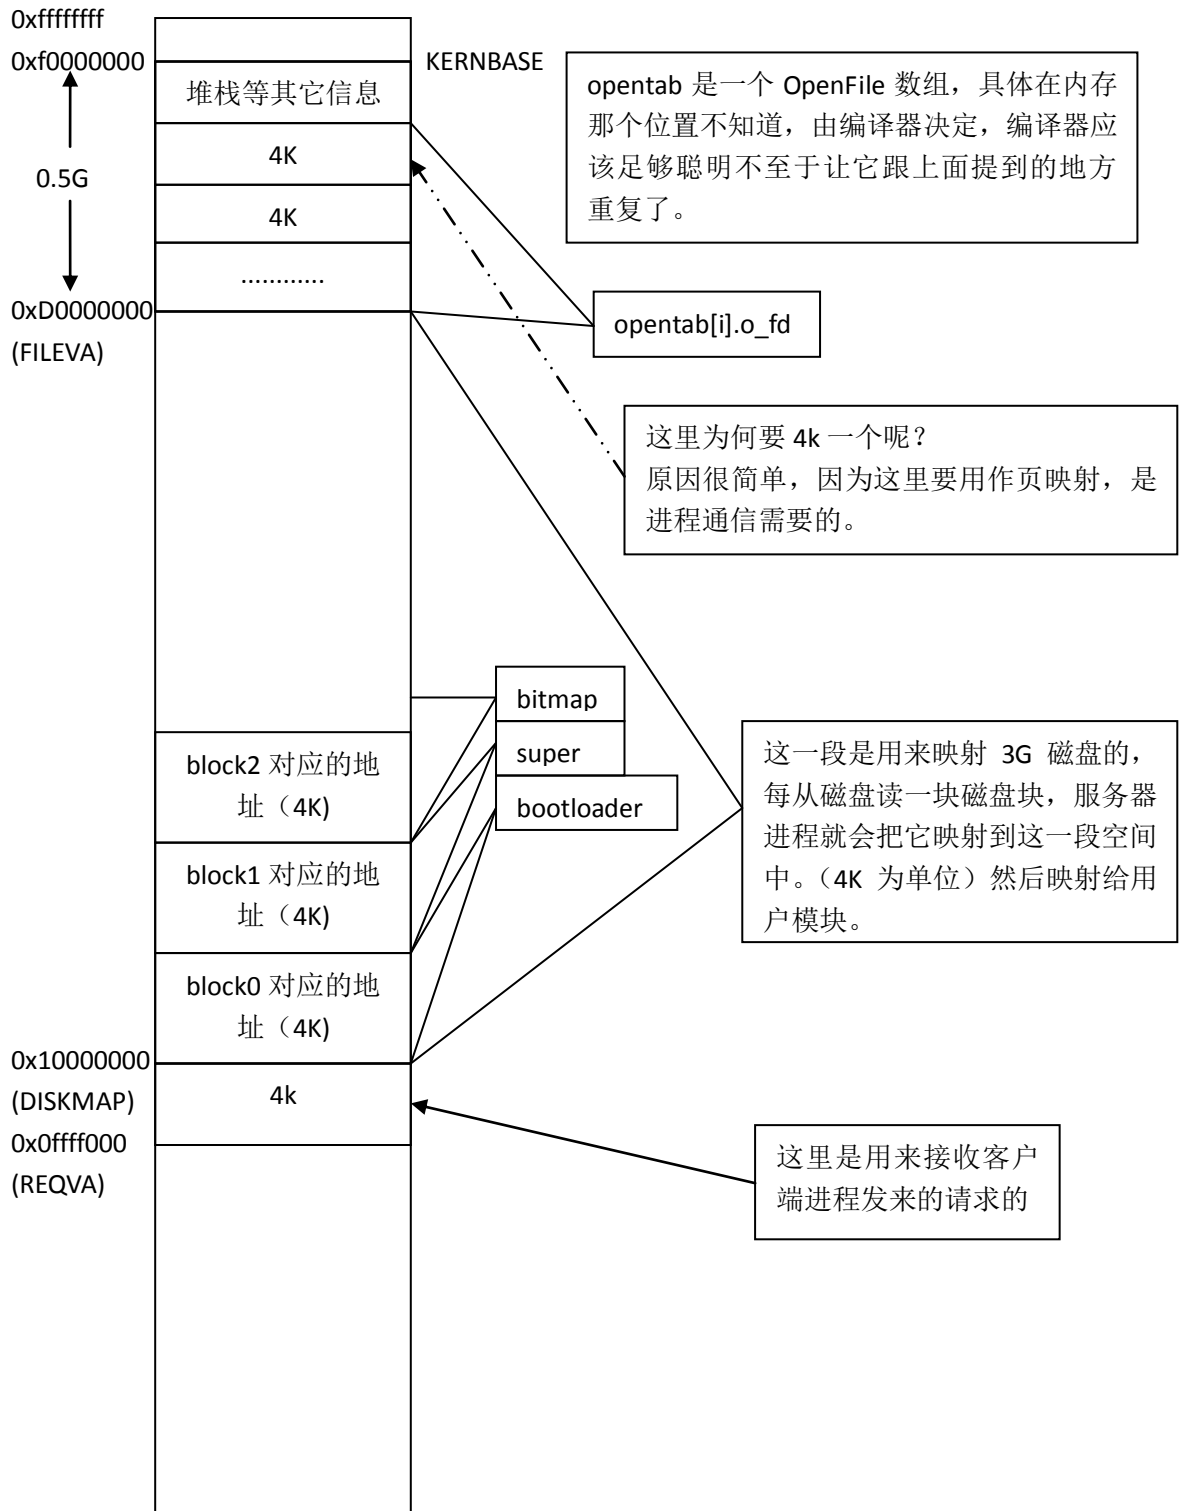 0xffffffff
0xf0000000
KERNBASE
堆栈等其它信息
4K
0.5G
4K
............
0xD0000000
(FILEVA)
opentab 是一个 OpenFile 数组，具体在内存
那个位置不知道，由编译器决定，编译器应
该足够聪明不至于让它跟上面提到的地方
重复了。
opentab[i].o_fd
这里为何要 4k 一个呢？
原因很简单，因为这里要用作页映射，是
进程通信需要的。
bitmap
super
bootloader
block2 对应的地
址（4K)
block1 对应的地
址（4K)
block0 对应的地
址（4K)
这一段是用来映射 3G 磁盘的，
每从磁盘读一块磁盘块，服务器
进程就会把它映射到这一段空间
中。（4K 为单位）然后映射给用
户模块。
0x10000000
(DISKMAP)
4k
0x0ffff000
(REQVA)
这里是用来接收客户
端进程发来的请求的